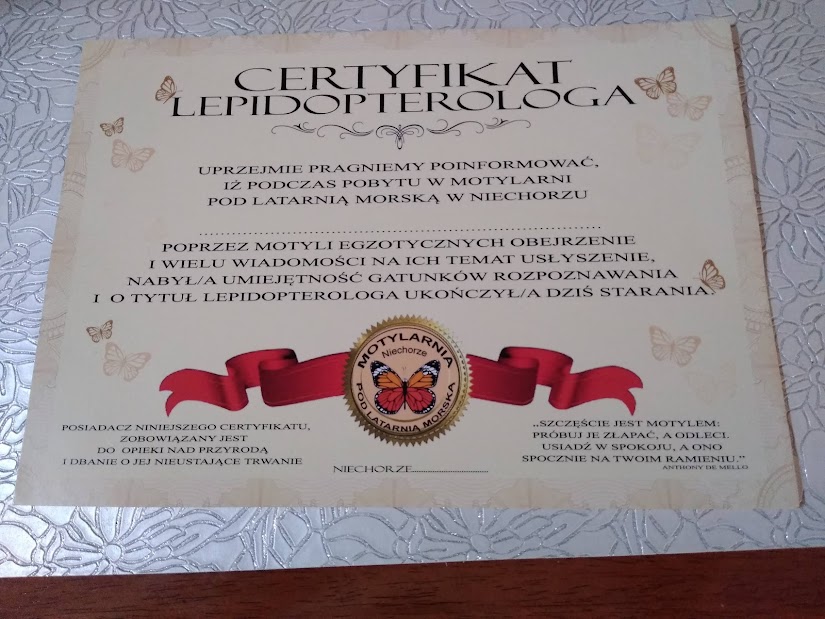 CERTYFIKAT
LEPIDOPTEROLOGA
UPRZEJMIE PRAGNIEMY POINFORMOWAĆ,
IŻ PODCZAS POBYTU W MOTYLARNI
POD LATARNIĄ MORSKĄ W NIECHORZU
POPRZEZ MOTYLI EGZOTYCZNYCH OBEJRZENIE
I WIELU WIADOMOŚCI NA ICH TEMAT USŁYSZENIE,
NABYŁ/A UMIEJĘTNOŚĆ GATUNKÓW ROZPOZNAWANIA
I O TYTUŁ LEPIDOPTEROLOGA UKOŃCZYŁ/A DZIŚ STARANIA.
MOTYLARNIA
Niechorze
POD LATARNIĄ MORSKĄ
POSIADACZ NINIEJSZEGO CERTYFIKATU,
ZOBOWIĄZANY JEST
DO OPIEKI NAD PRZYRODĄ
I DBANIE O JEJ NIEUSTAJĄCE TRWANIE
NIECHORZE
„SZCZĘŚCIE JEST MOTYLEM:
PRÓBUJ JE ZŁAPAĆ, A ODLECI.
USIĄDŹ W SPOKOJU, A ONO
SPOCZNIE NA TWOIM RAMIENIU."
ANTHONY DE MELLO